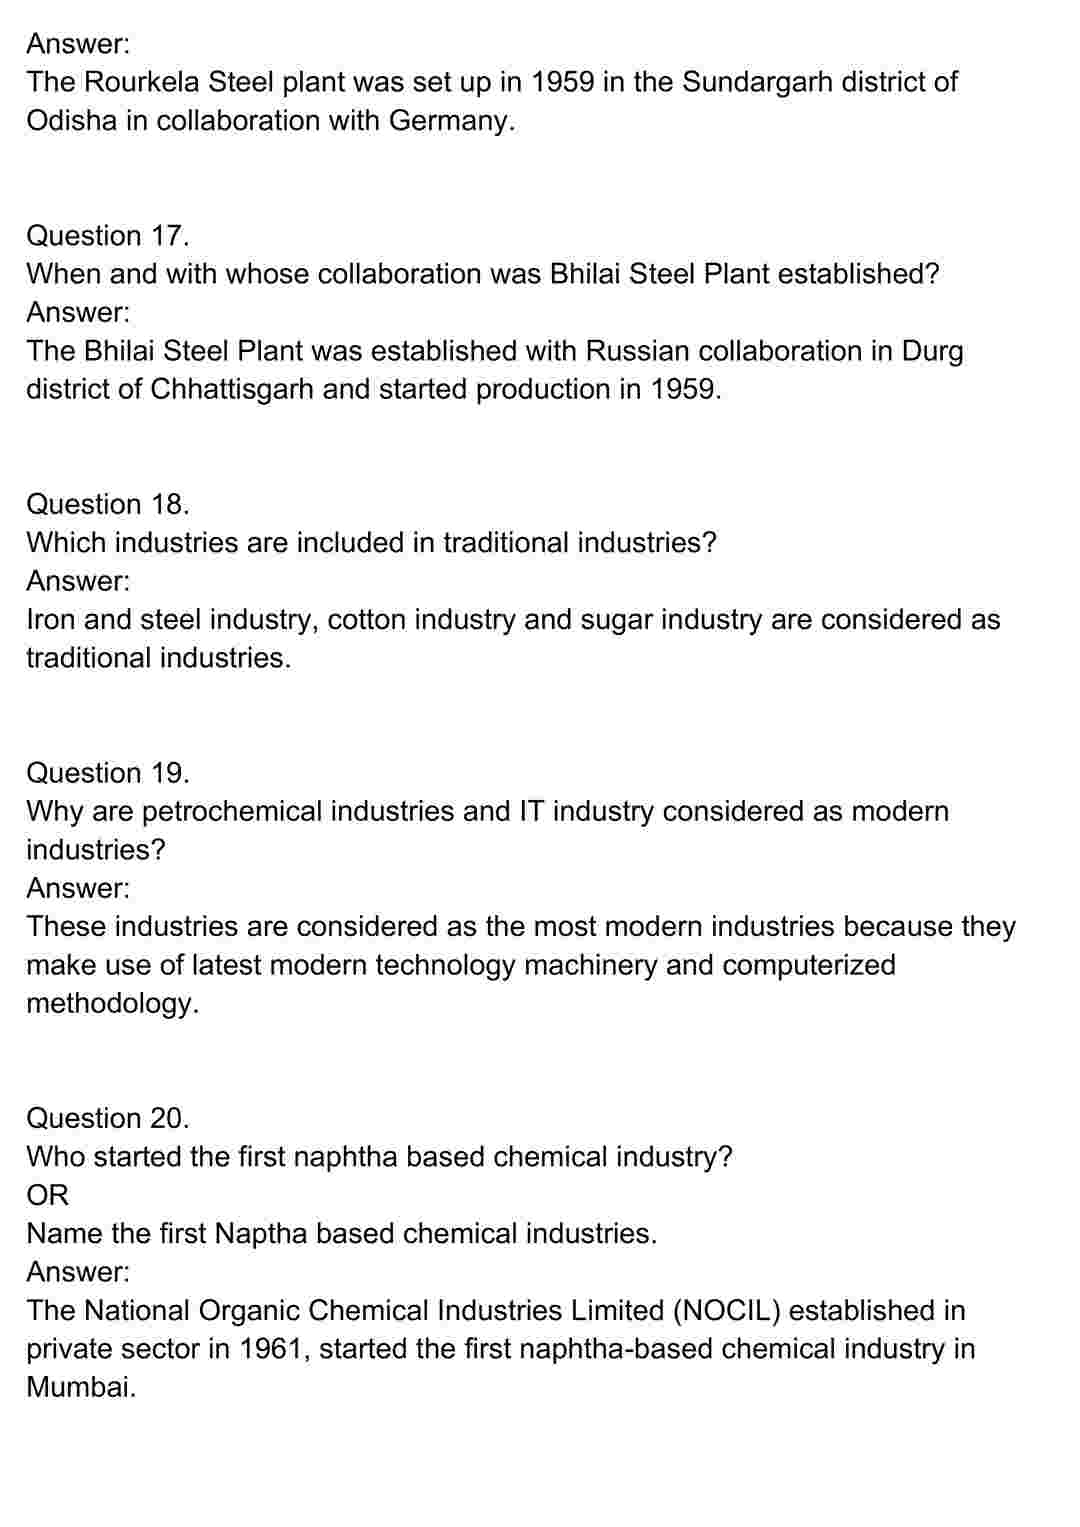 Answer:
The Rourkela Steel plant was set up in 1959 in the Sundargarh district of
Odisha in collaboration with Germany.
Question 17.
When and with whose collaboration was Bhilai Steel Plant established?
Answer:
The Bhilai Steel Plant was established with Russian collaboration in Durg
district of Chhattisgarh and started production in 1959.
Question 18.
Which industries are included in traditional industries?
Answer:
Iron and steel industry, cotton industry and sugar industry are considered as
traditional industries.
Question 19.
Why are petrochemical industries and IT industry considered as modern
industries?
Answer:
These industries are considered as the most modern industries because they
make use of latest modern technology machinery and computerized
methodology.
Question 20.
Who started the first naphtha based chemical industry?
OR
Name the first Naptha based chemical industries.
Answer:
The National Organic Chemical Industries Limited (NOCIL) established in
private sector in 1961, started the first naphtha-based chemical industry in
Mumbai.